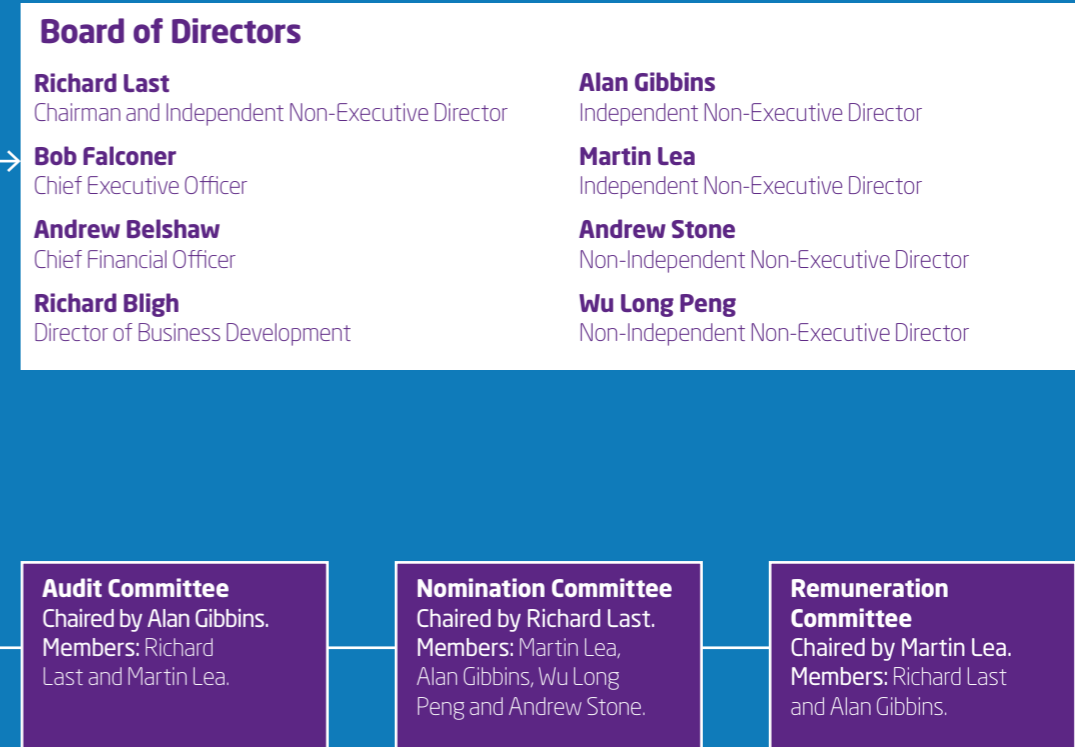 Board of Directors
Richard Last
Chairman and Independent Non-Executive Director
Bob Falconer
Chief Executive Officer
Andrew Belshaw
Chief Financial Officer
Richard Bligh
Director of Business Development
Alan Gibbins
Independent Non-Executive Director
Martin Lea
Independent Non-Executive Director
Andrew Stone
Non-Independent Non-Executive Director
Wu Long Peng
Non-Independent Non-Executive Director
Audit Committee
Chaired by Alan Gibbins.
Members: Richard
Last and Martin Lea.
Nomination Committee
Chaired by Richard Last.
Members: Martin Lea,
Alan Gibbins, Wu Long
Peng and Andrew Stone.
Remuneration
Committee
Chaired by Martin Lea.
Members: Richard Last
and Alan Gibbins.